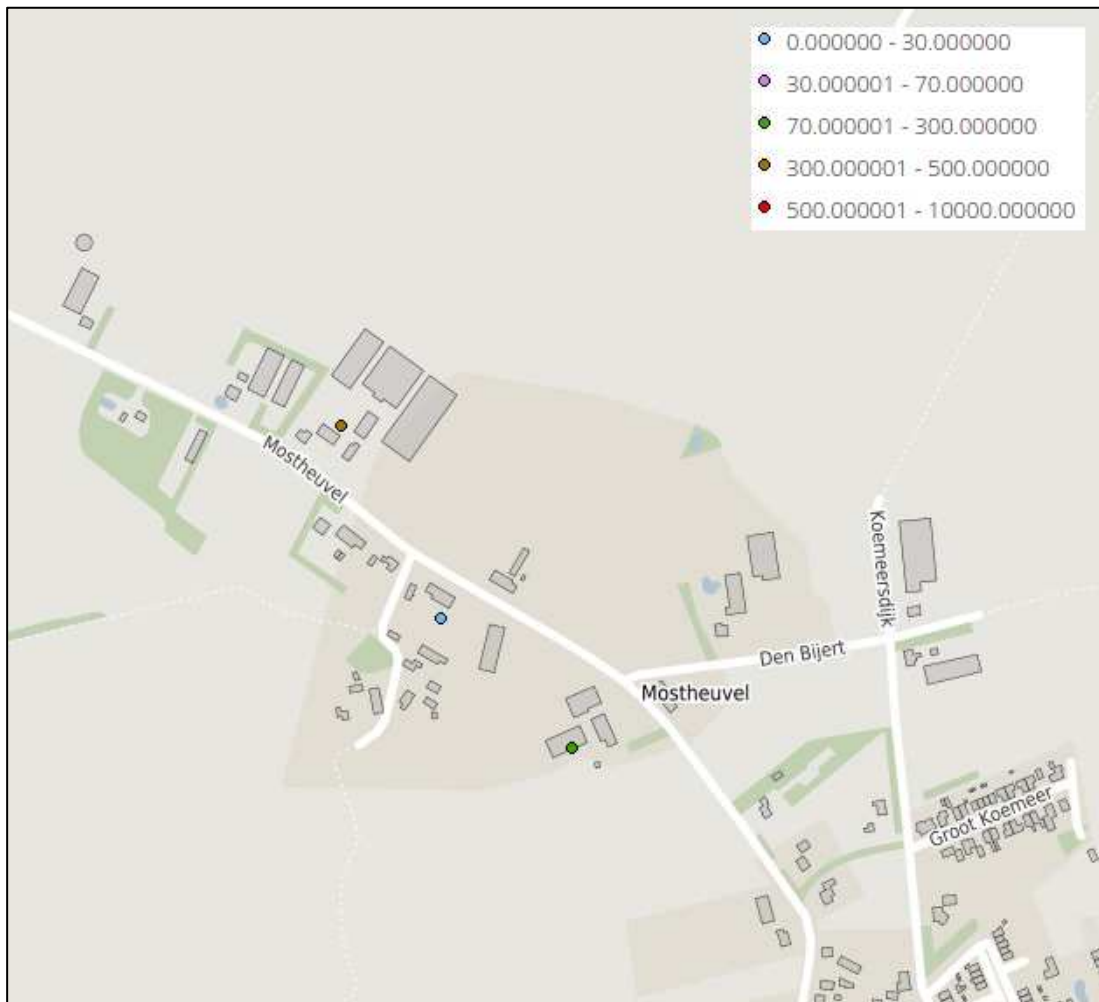 0.000000 - 30.000000
30.000001 - 70.000000
70.000001 - 300.000000
300.000001 - 500.000000
500.000001 - 10000.000000
Mostheuvel
Koemeersdijk
Den Bijert
Mostheuvel
Groot Koemeer